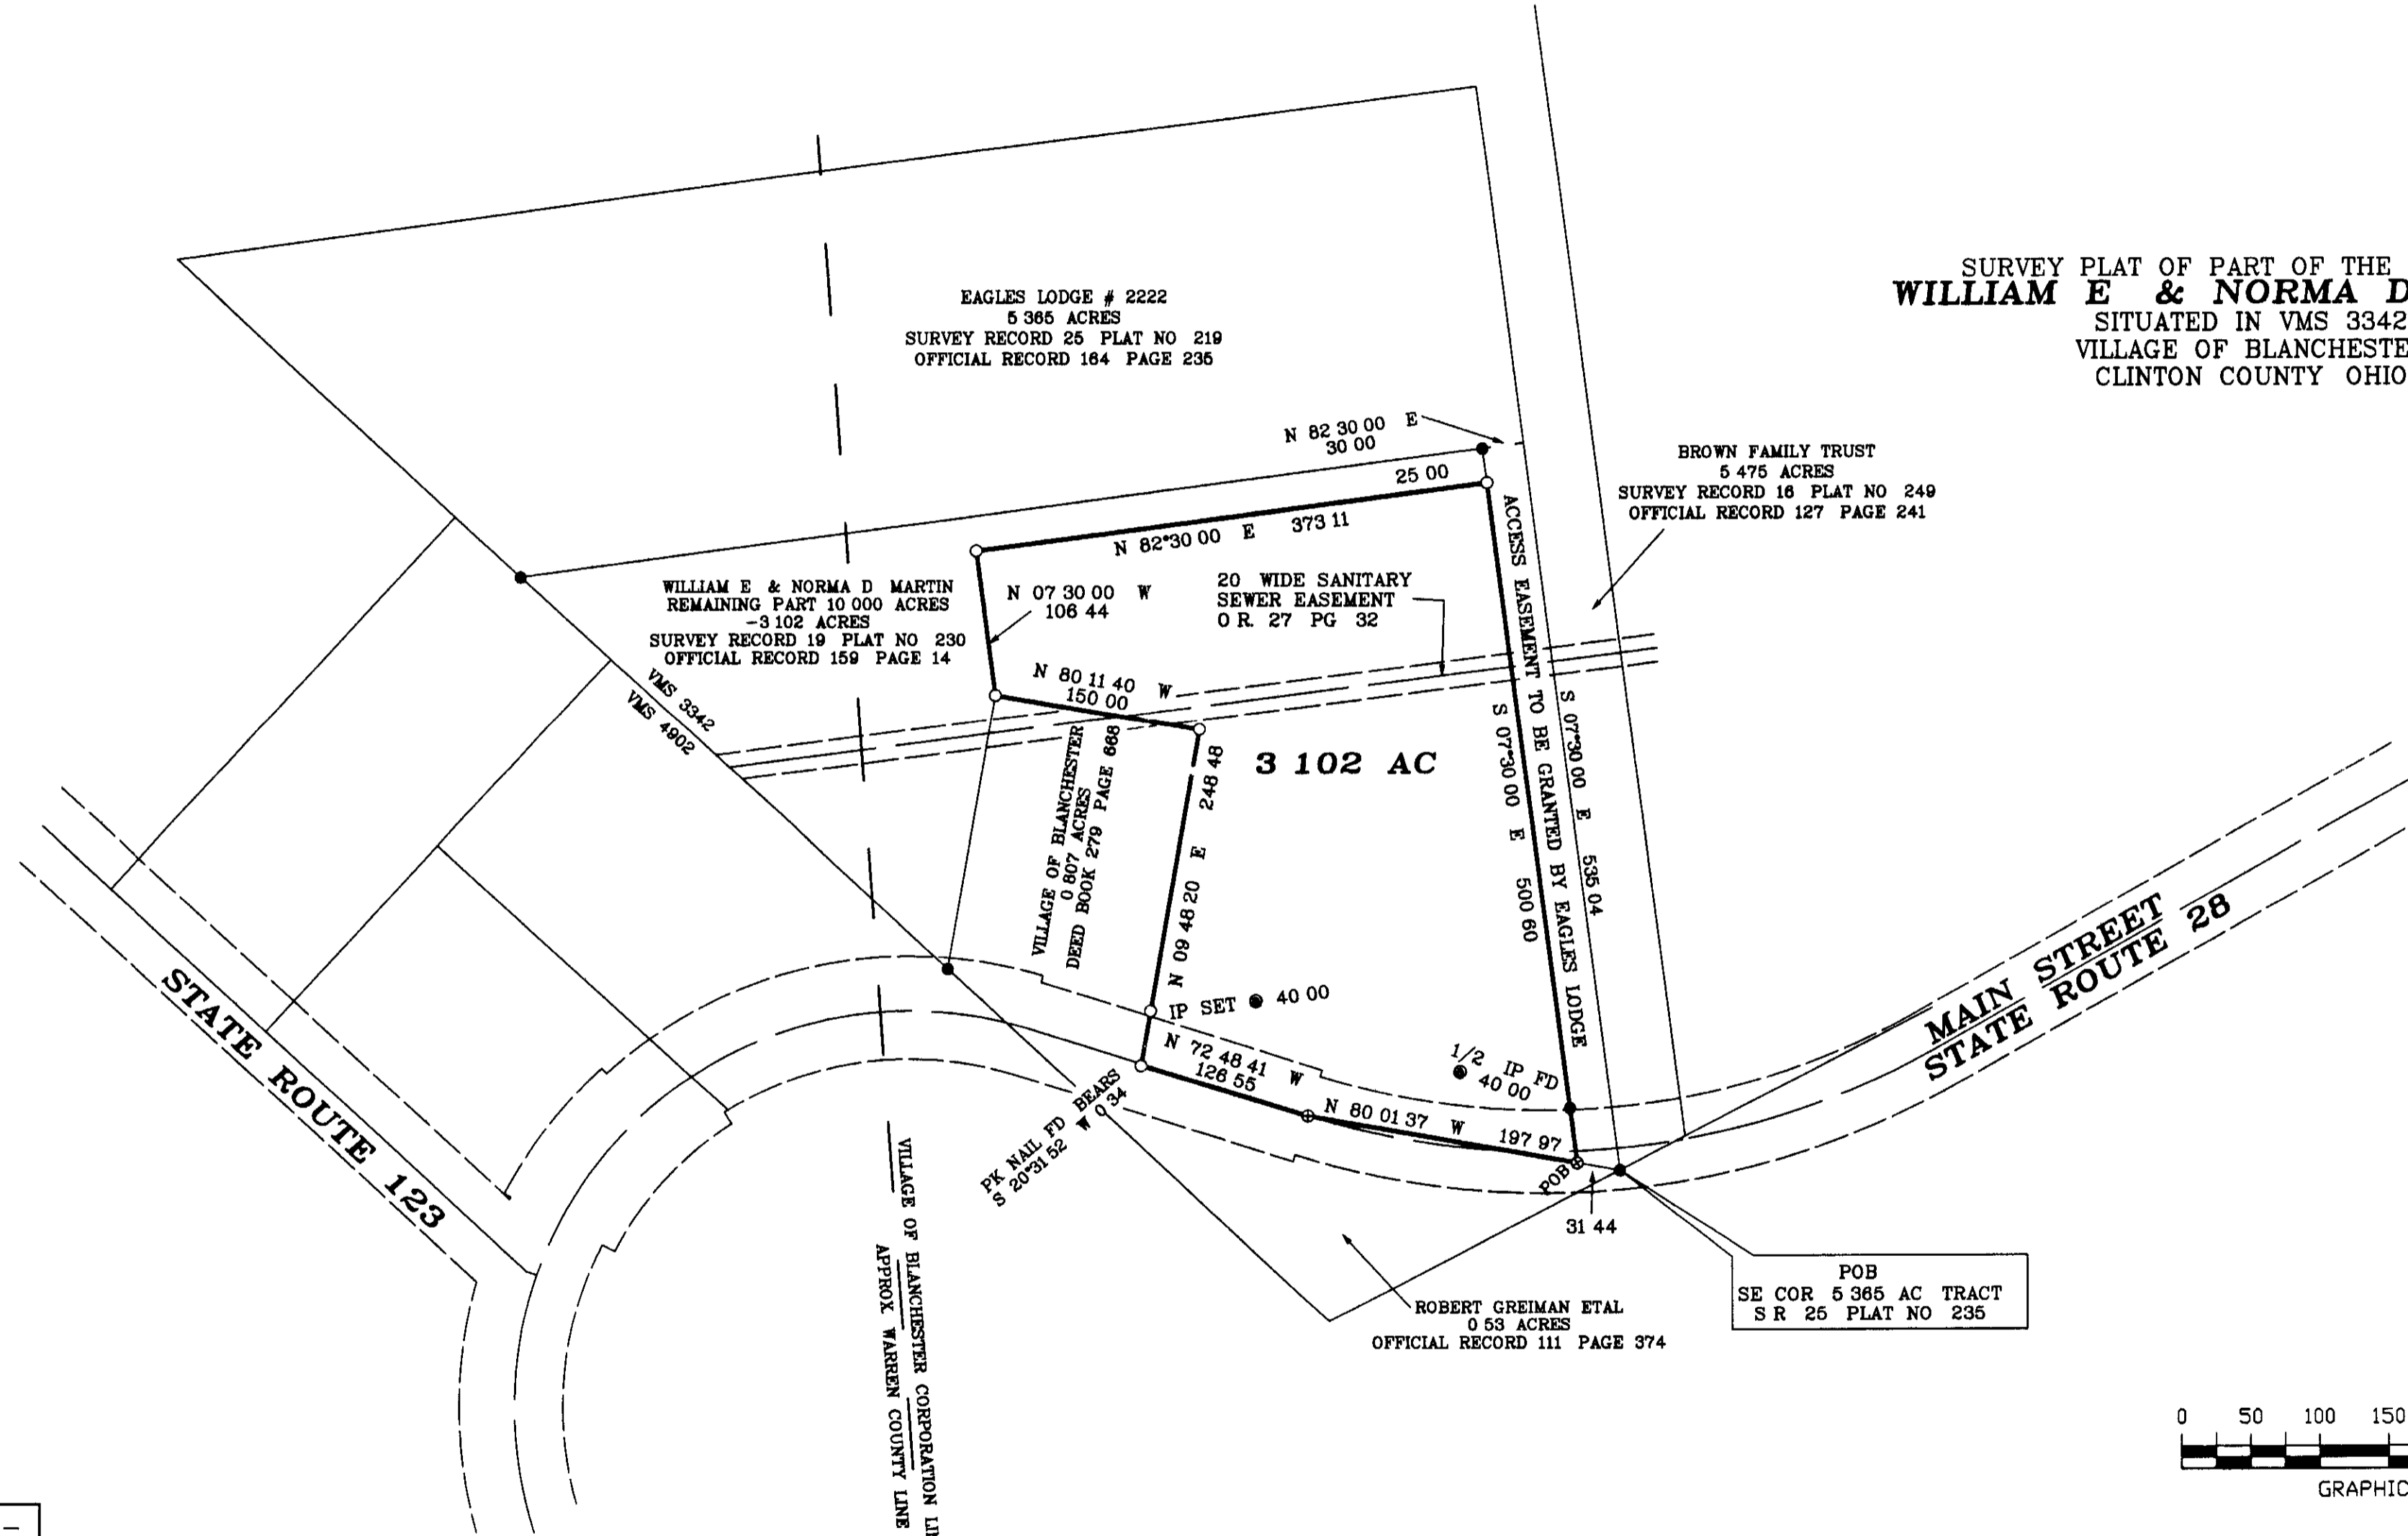 SURVEY PLAT OF PART OF THE
WILLIAM E & NORMA D
SITUATED IN VMS 3342
VILLAGE OF BLANCHESTE
CLINTON COUNTY OHIO
EAGLES LODGE # 2222
5 365 ACRES
SURVEY RECORD 25 PLAT NO 219
OFFICIAL RECORD 164 PAGE 235
N 82 30 00 E
30 00
25 00
BROWN FAMILY TRUST
5 475 ACRES
SURVEY RECORD 16 PLAT NO 249
OFFICIAL RECORD 127 PAGE 241
N 82°30 00 E 373 11
WILLIAM E & NORMA D MARTIN
REMAINING PART 10 000 ACRES
-3 102 ACRES
SURVEY RECORD 19 PLAT NO 230
OFFICIAL RECORD 159 PAGE 14
N 07 30 00 W
106 44
20 WIDE SANITARY
SEWER EASEMENT
O R. 27 PG 32
N 80 11 40 W
150 00
VMS 3342
VMS 4902
VILLAGE OF BLANCHESTER
0 807 ACRES
DEED BOOK 279 PAGE 668
N 09 48 20 E 248 48
3 102 AC
S 07°30 00 E 500 60
ACCESS EASEMENT TO BE GRANTED BY EAGLES LODGE
S 07°30 00 E 535 04
IP SET 40 00
N 72 48 41 W
126 55
1/2 IP FD
40 00
N 80 01 37 W 197 97
POB
31 44
PK NAIL FD BEARS
S 20°31 52 W 0 34
STATE ROUTE 123
MAIN STREET
STATE ROUTE 28
VILLAGE OF BLANCHESTER CORPORATION LI
APPROX WARREN COUNTY LINE
ROBERT GREIMAN ETAL
0 53 ACRES
OFFICIAL RECORD 111 PAGE 374
POB
SE COR 5 365 AC TRACT
S R 25 PLAT NO 235
0 50 100 150
GRAPHIC